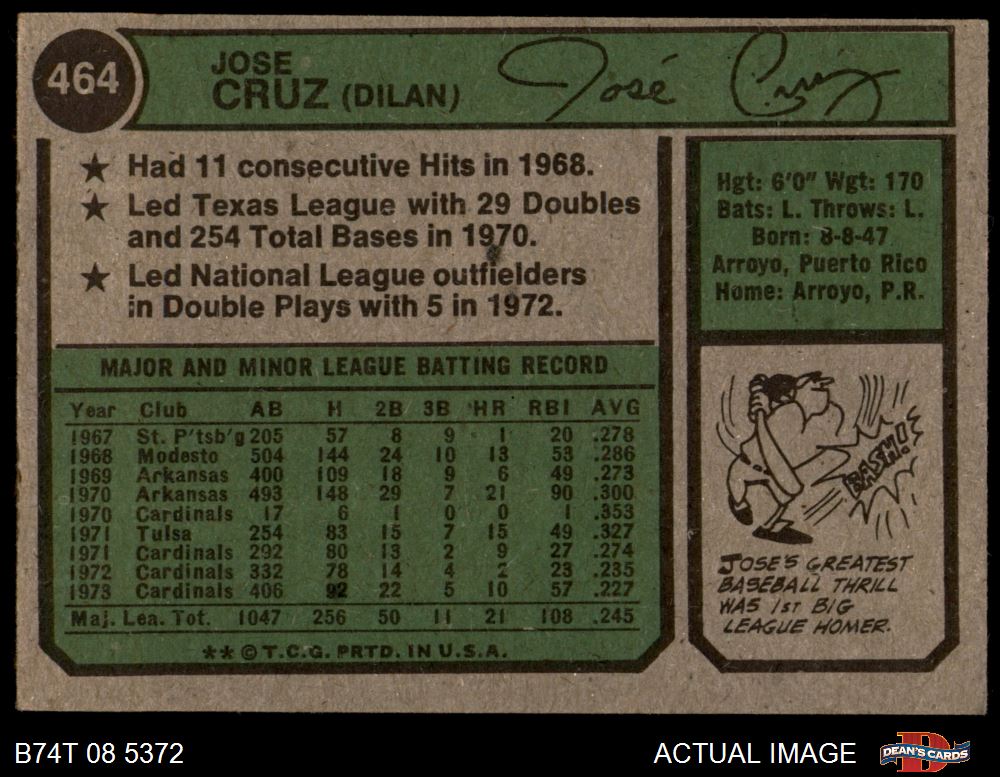 464
JOSE
CRUZ (DILAN)
José Cruz
★ Had 11 consecutive Hits in 1968.
★ Led Texas League with 29 Doubles
and 254 Total Bases in 1970.
★ Led National League outfielders
in Double Plays with 5 in 1972.
Hgt: 6'0" Wgt: 170
Bats: L. Throws: L.
Born: 8-8-47
Arroyo, Puerto Rico
Home: Arroyo, P.R.
MAJOR AND MINOR LEAGUE BATTING RECORD
Year Club AB H 2B 3B HR RBI AVG
1967 St. P'tsb'g 205 57 8 9 1 20 .278
1968 Modesto 504 144 24 10 13 53 .286
1969 Arkansas 400 109 18 9 6 49 .273
1970 Arkansas 493 148 29 7 21 90 .300
1970 Cardinals 17 6 1 0 0 1 .353
1971 Tulsa 254 83 15 7 15 49 .327
1971 Cardinals 292 80 13 2 9 27 .274
1972 Cardinals 332 78 14 4 2 23 .235
1973 Cardinals 406 92 22 5 10 57 .227
Maj. Lea. Tot. 1047 256 50 11 21 108 .245
** © T.C.G. PRTD. IN U.S.A.
BASH!
JOSE'S GREATEST
BASEBALL THRILL
WAS 1ST BIG
LEAGUE HOMER.
B74T 08 5372
ACTUAL IMAGE
DEAN'S CARDS